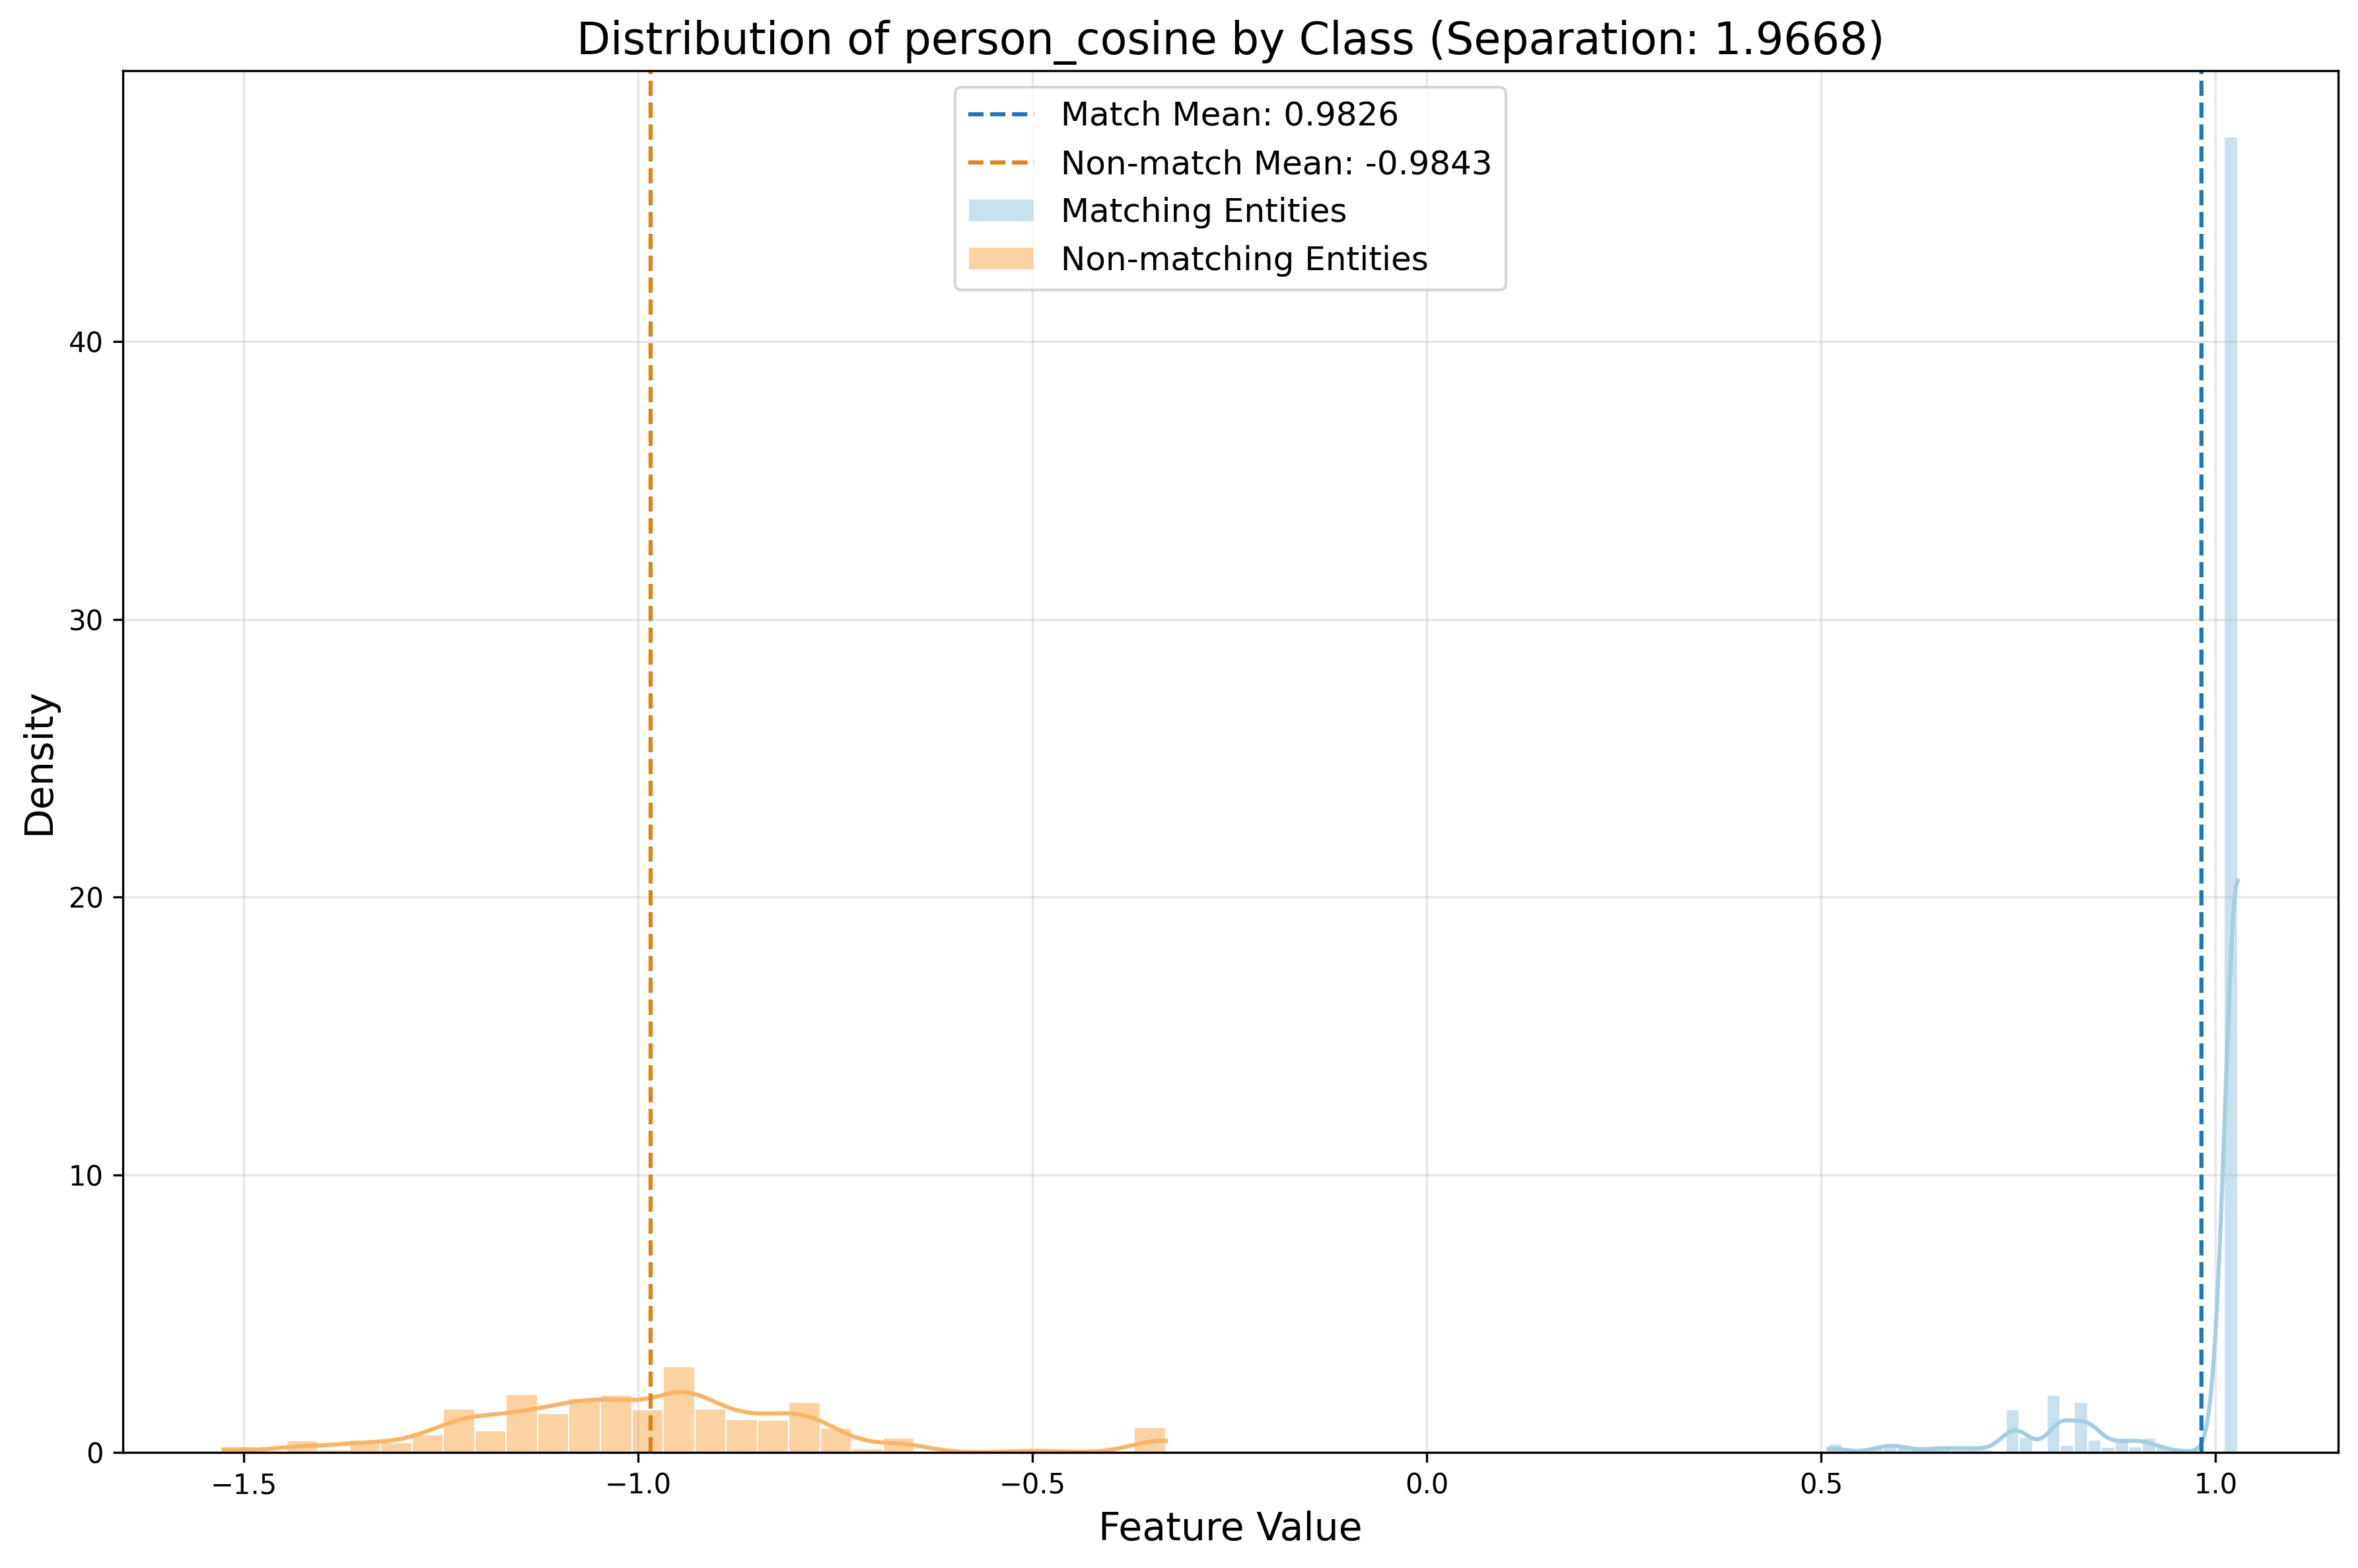 Distribution of person_cosine by Class (Separation: 1.9668)
Match Mean: 0.9826
Non-match Mean: -0.9843
Matching Entities
Non-matching Entities
Density
40
30
20
10
0
−1.5
−1.0
−0.5
0.0
0.5
1.0
Feature Value